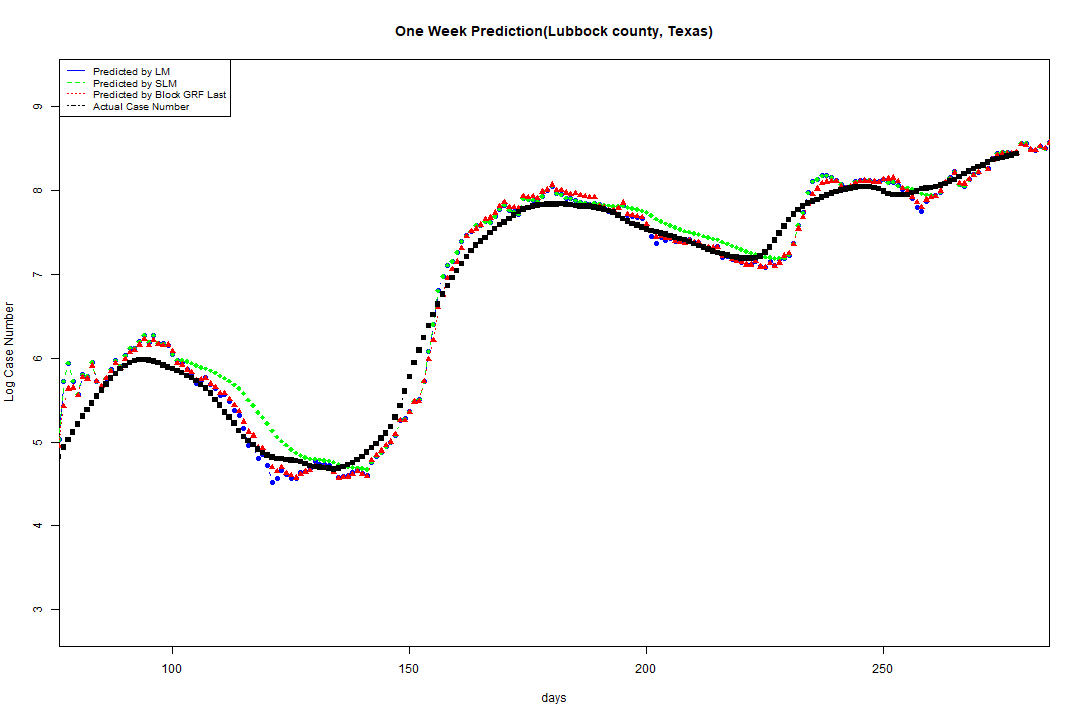 One Week Prediction(Lubbock county, Texas)
Predicted by LM
Predicted by SLM
Predicted by Block GRF Last
Actual Case Number
9
8
7
6
5
4
3
Log Case Number
100
150
200
250
days